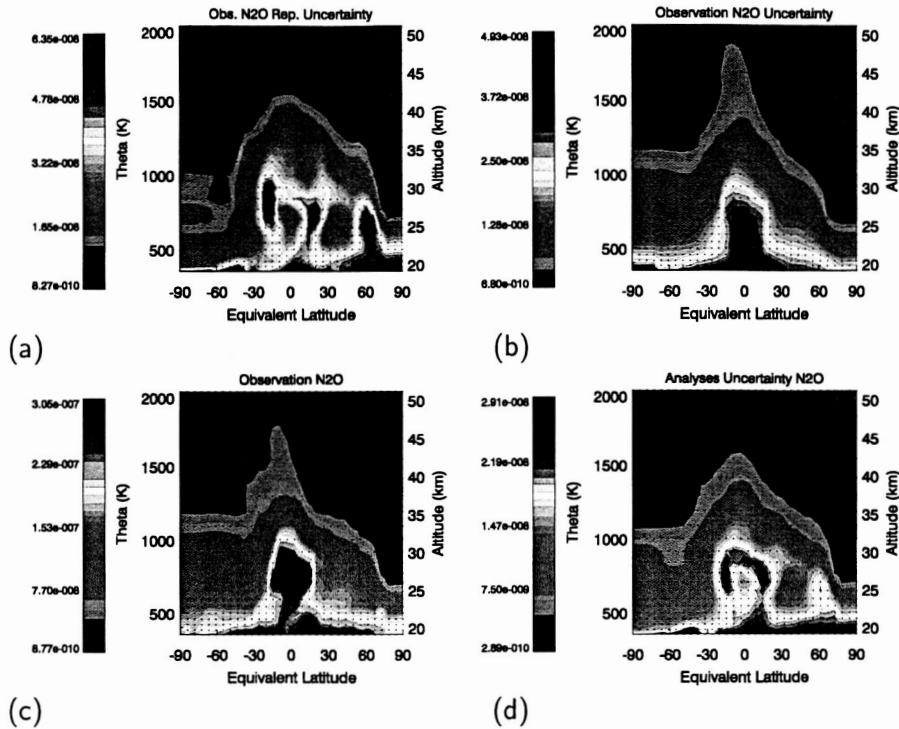 Obs. N2O Rep. Uncertainty
6.35e-008
4.78e-008
3.22e-008
1.65e-008
8.27e-010
Theta (K)
2000
1500
1000
500
50
45
40
35
30
25
20
Altitude (km)
-90 -60 -30 0 30 60 90
Equivalent Latitude
(a)
Observation N2O Uncertainty
4.93e-008
3.72e-008
2.50e-008
1.28e-008
6.80e-010
Theta (K)
2000
1500
1000
500
50
45
40
35
30
25
20
Altitude (km)
-90 -60 -30 0 30 60 90
Equivalent Latitude
(b)
Observation N2O
3.05e-007
2.29e-007
1.53e-007
7.70e-008
8.77e-010
Theta (K)
2000
1500
1000
500
50
45
40
35
30
25
20
Altitude (km)
-90 -60 -30 0 30 60 90
Equivalent Latitude
(c)
Analyses Uncertainty N2O
2.91e-008
2.19e-008
1.47e-008
7.50e-009
2.89e-010
Theta (K)
2000
1500
1000
500
50
45
40
35
30
25
20
Altitude (km)
-90 -60 -30 0 30 60 90
Equivalent Latitude
(d)